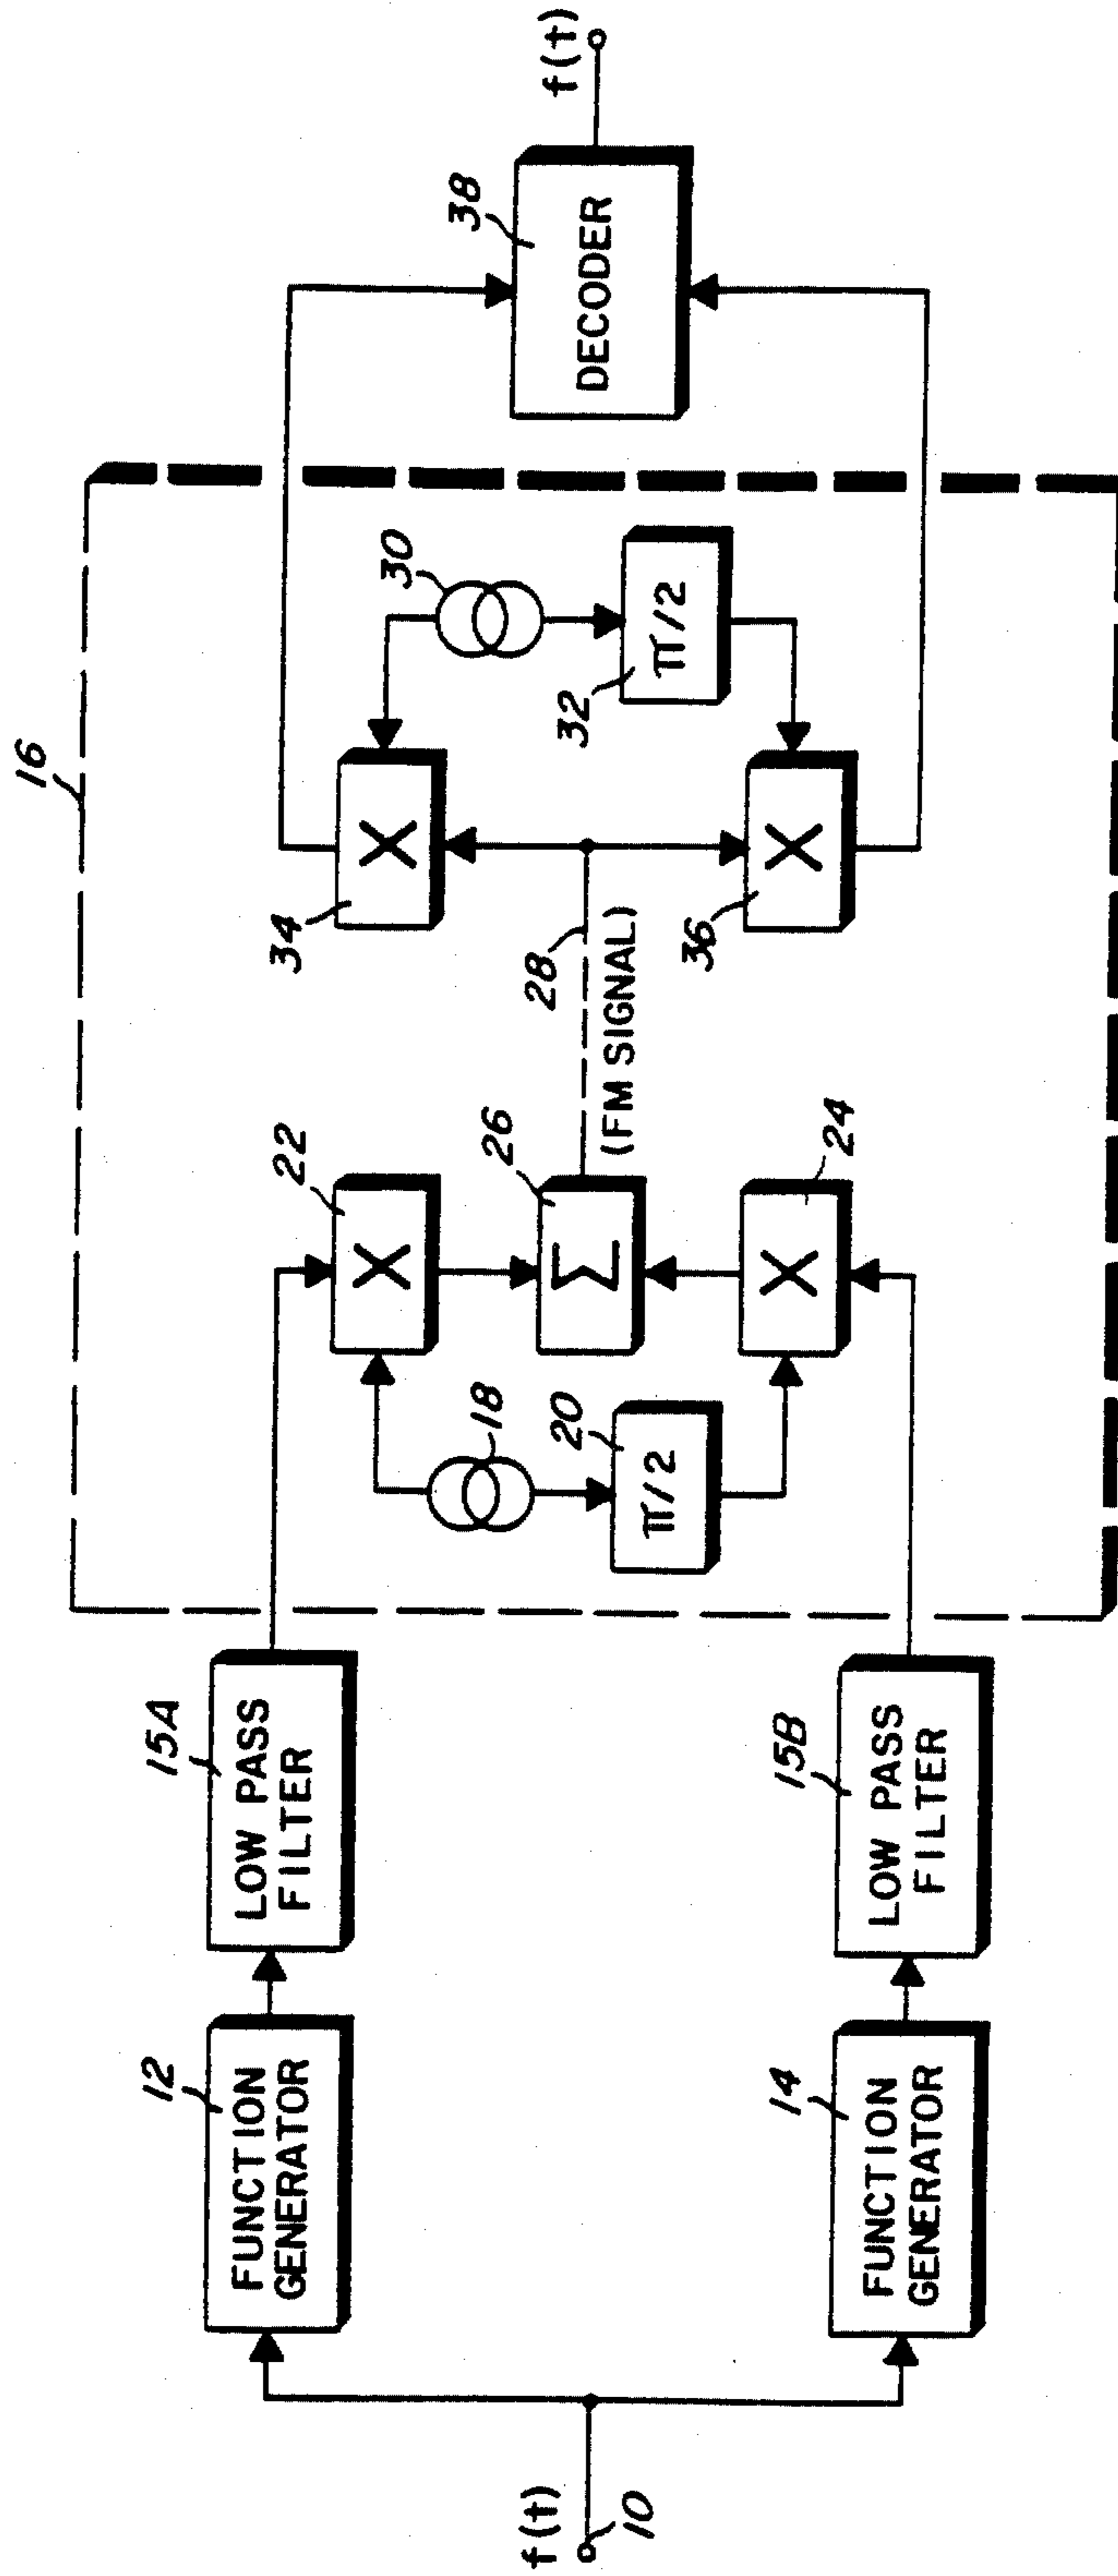 f(t)
10
12
FUNCTION
GENERATOR
14
FUNCTION
GENERATOR
15A
LOW PASS
FILTER
15B
LOW PASS
FILTER
16
18
20
π/2
22
X
26
Σ
24
X
28
(FM SIGNAL)
34
X
36
X
30
32
π/2
38
DECODER
f(t)